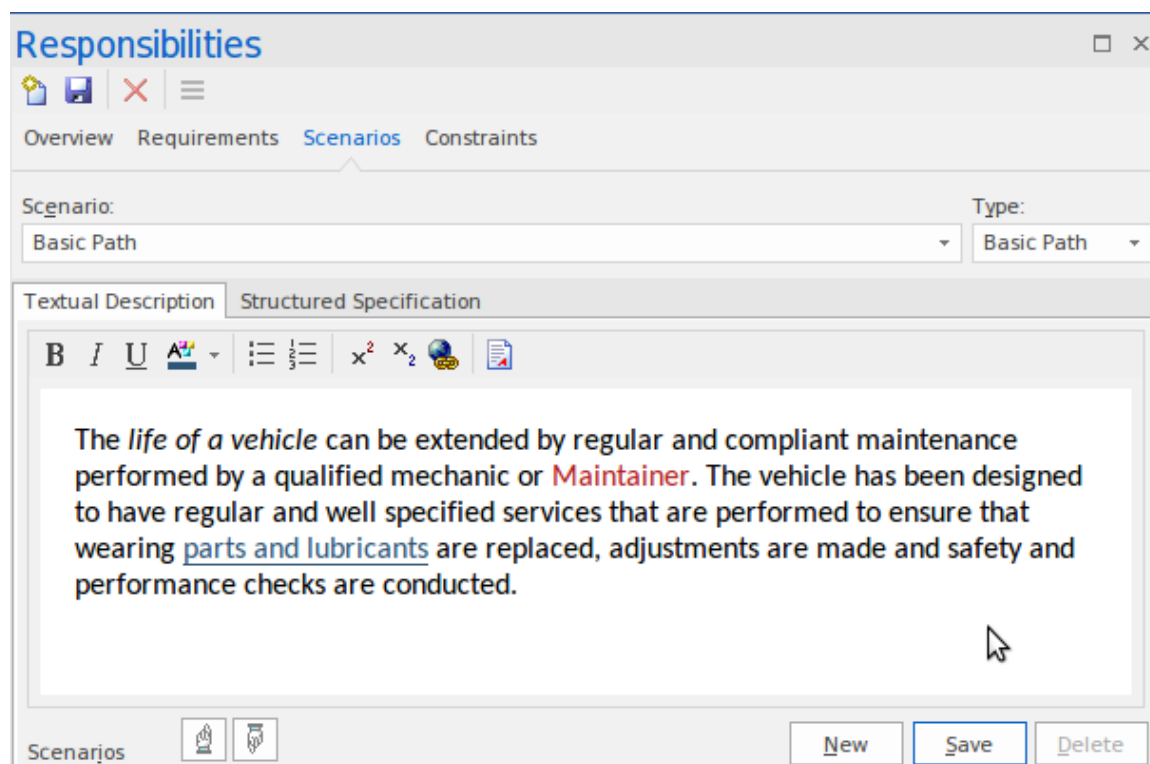 Responsibilities
Overview Requirements Scenarios Constraints
Scenario: Type:
Basic Path Basic Path
Textual Description Structured Specification
B I U A x² x₂
The life of a vehicle can be extended by regular and compliant maintenance
performed by a qualified mechanic or Maintainer. The vehicle has been designed
to have regular and well specified services that are performed to ensure that
wearing parts and lubricants are replaced, adjustments are made and safety and
performance checks are conducted.
Scenarios New Save Delete